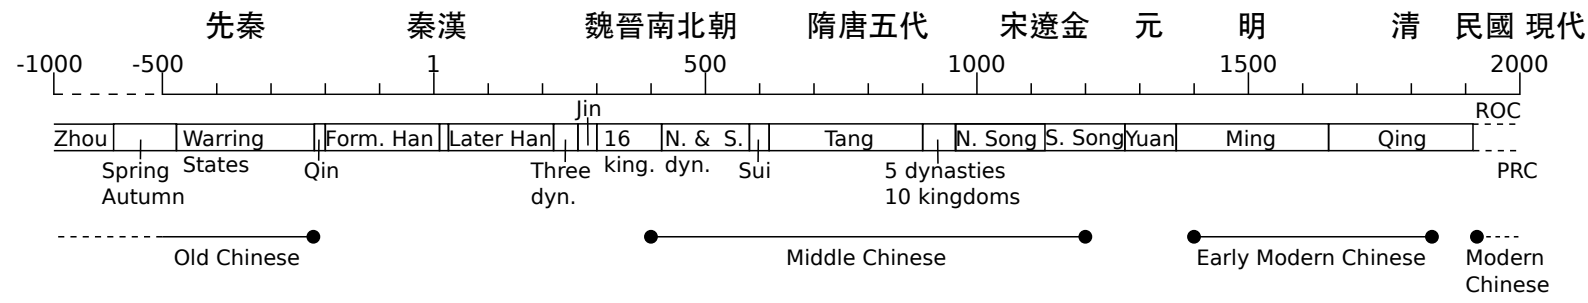 先秦 秦漢 魏晉南北朝 隋唐五代 宋遼金 元 明 清 民國 現代
-1000 -500 1 500 1000 1500 2000
Jin ROC
Zhou Warring Form. Han Later Han 16 N. & S. Tang N. Song S. Song Yuan Ming Qing
States king. dyn.
Spring Qin Three Sui 5 dynasties PRC
Autumn dyn. 10 kingdoms
Old Chinese Middle Chinese Early Modern Chinese Modern
Chinese